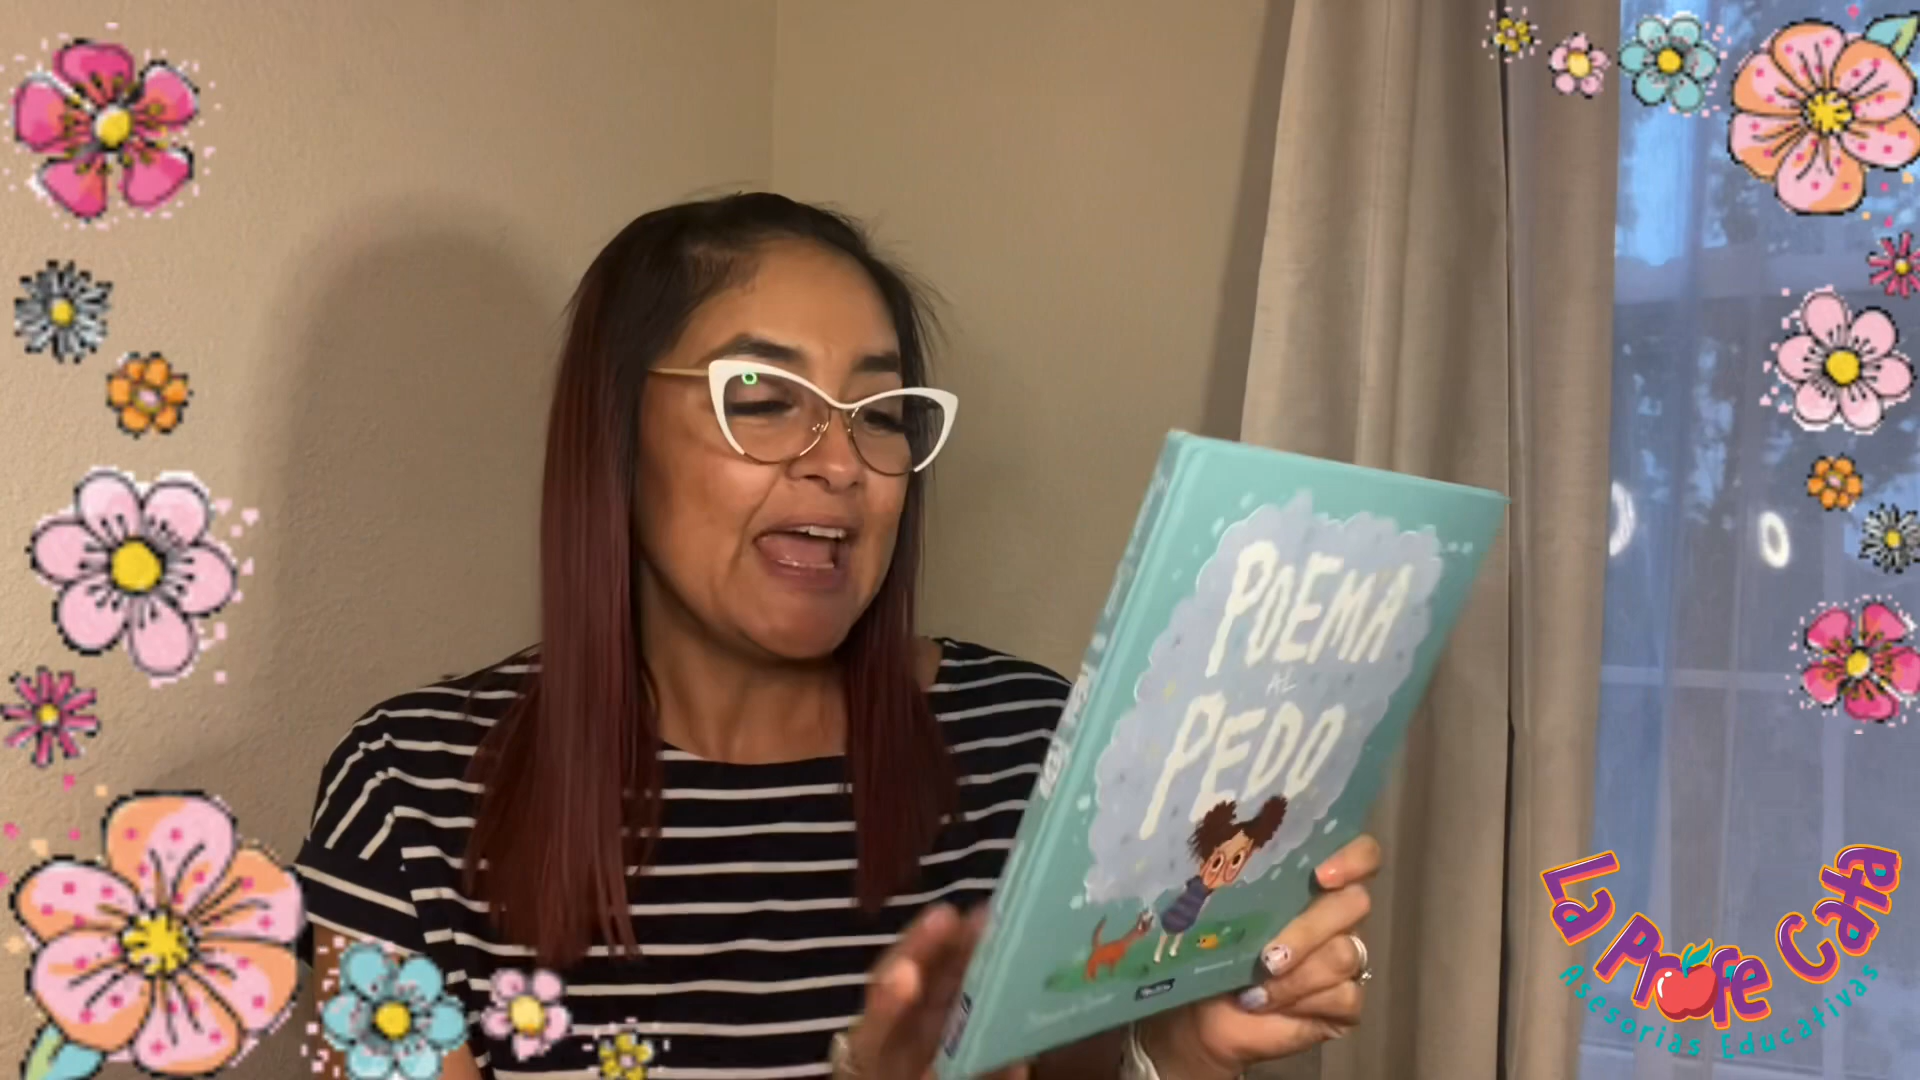 POEMA
AL
PEDO
La Profe Cata
Asesorías Educativas